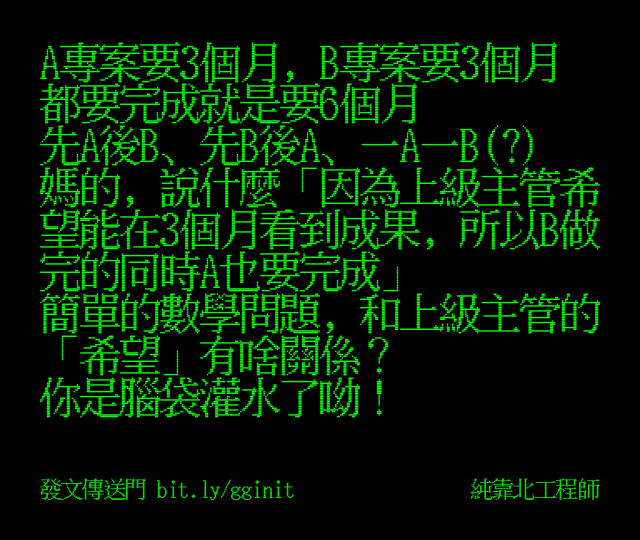 A專案要3個月，B專案要3個月
都要完成就是要6個月
先A後B、先B後A、一A一B(?)
媽的，說什麼「因為上級主管希
望能在3個月看到成果，所以B做
完的同時A也要完成」
簡單的數學問題，和上級主管的
「希望」有啥關係？
你是腦袋灌水了呦！
發文傳送門 bit.ly/gginit
純靠北工程師